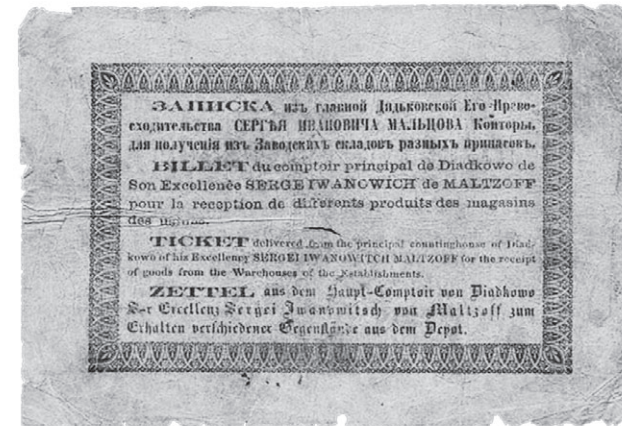 ЗАПИСКА изъ главной Дядьковской Его Прево-
сходительства СЕРГѢЯ ИВАНОВИЧА МАЛЬЦОВА Конторы,
для полученія изъ Заводскихъ складовъ разныхъ припасовъ.
BILLET du comptoir principal de Diadkowo de
Son Excellence SERGE IWANOWICH de MALTZOFF
pour la reception de differents produits des magasins
des usines.
TICKET delivered from the principal countinghouse of Diad-
kowo of his Excellency SERGEI IWANOWITCH MALTZOFF for the receipt
of goods from the Warehouses of the Establishments.
ZETTEL aus dem Haupt-Comptoir von Diadkowo
Sr Excellenz Sergei Iwanowitsch von Maltzoff zum
Erhalten verschiedener Gegenstände aus dem Depot.